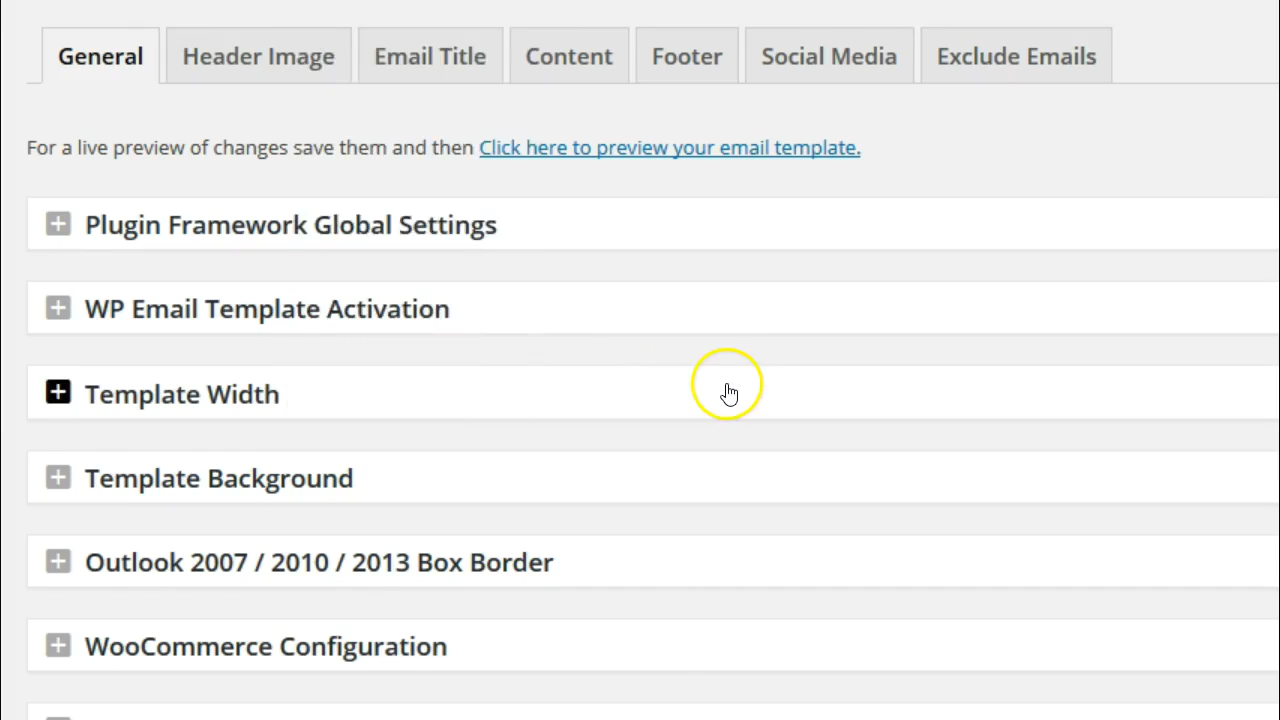 General Header Image Email Title Content Footer Social Media Exclude Emails
For a live preview of changes save them and then Click here to preview your email template.
Plugin Framework Global Settings
WP Email Template Activation
Template Width
Template Background
Outlook 2007 / 2010 / 2013 Box Border
WooCommerce Configuration